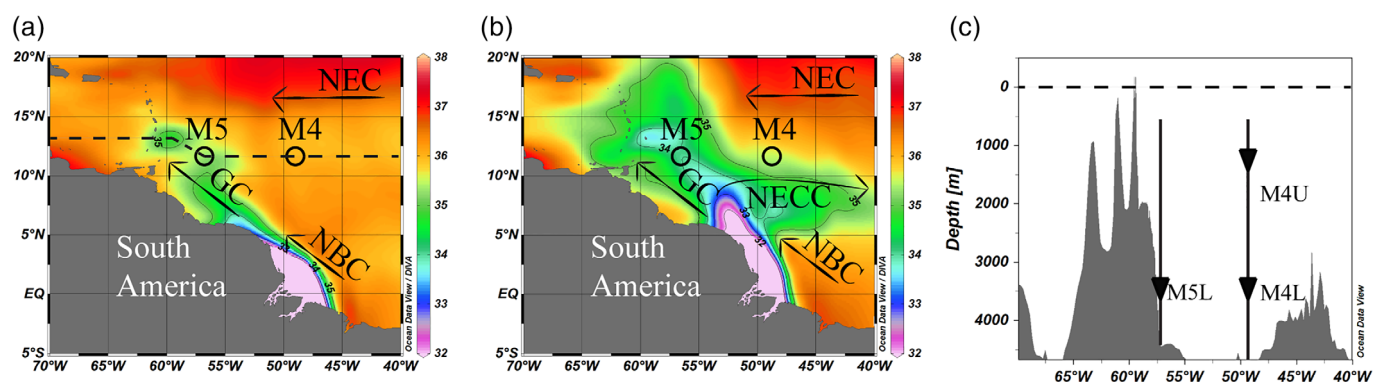 (a)
20°N
15°N
10°N
5°N
EQ
5°S
70°W 65°W 60°W 55°W 50°W 45°W 40°W
NEC
M5 M4
35
GC
NBC
33
34
35
South
America
38
37
36
35
34
33
32
Ocean Data View / DIVA
(b)
20°N
15°N
10°N
5°N
EQ
5°S
70°W 65°W 60°W 55°W 50°W 45°W 40°W
NEC
35
M5 M4
34
GC
NECC
35
33
32
NBC
South
America
38
37
36
35
34
33
32
Ocean Data View / DIVA
(c)
Depth [m]
0
1000
2000
3000
4000
M4U
M5L M4L
65°W 60°W 55°W 50°W 45°W 40°W
Ocean Data View